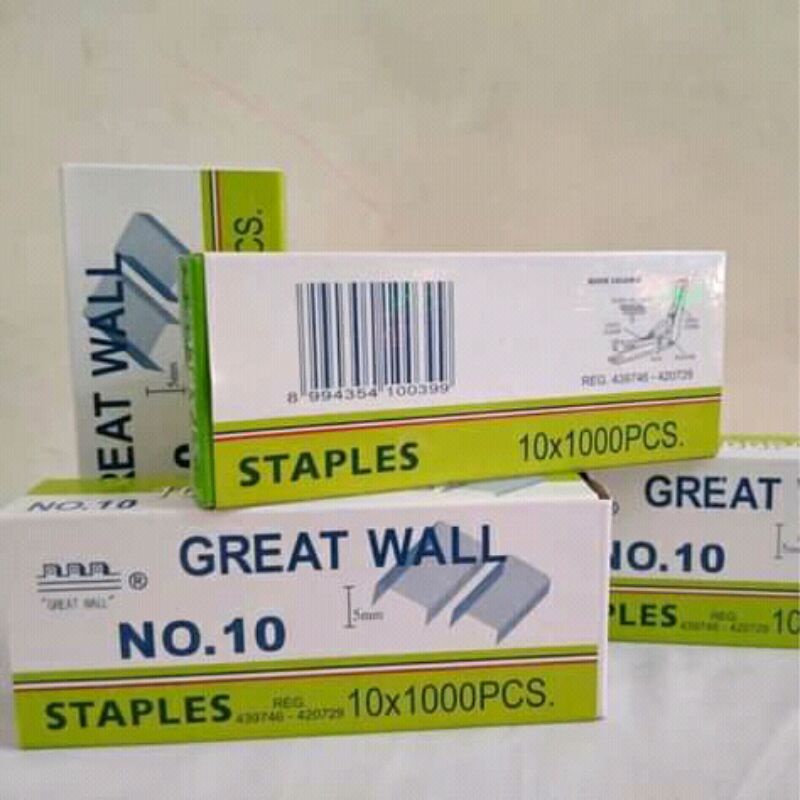 GREAT WALL
CS.
5mm
8 994354 100399
REG. 439746 - 420729
STAPLES
10x1000PCS.
NO.10
GREAT WALL
"GREAT WALL" ®
5mm
NO.10
STAPLES
REG.
439746 - 420729
10x1000PCS.
GREAT W
NO.10
PLES
REG.
439746 - 420729
10